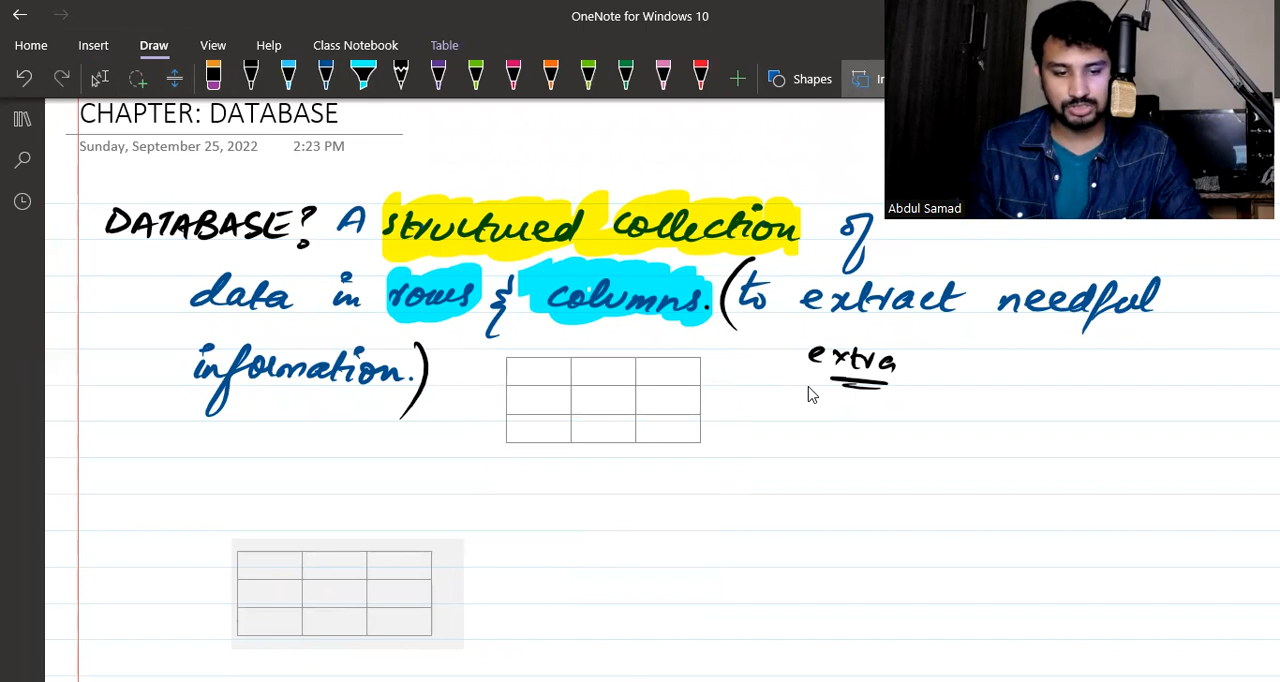 OneNote for Windows 10
Home Insert Draw View Help Class Notebook Table
Shapes In
CHAPTER: DATABASE
Sunday, September 25, 2022 2:23 PM
Abdul Samad
DATABASE? A structured collection of
data in rows & columns. (to extract needful
information.)
extra